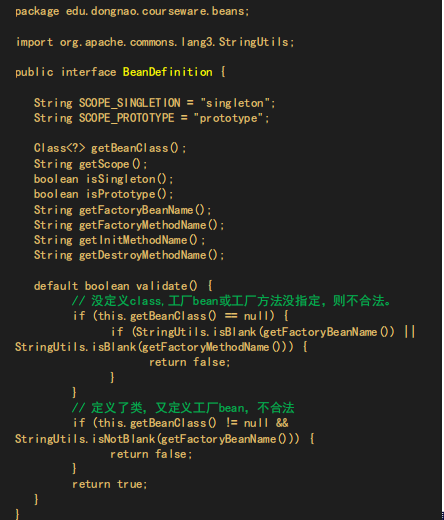 package edu.dongnao.courseware.beans;
import org.apache.commons.lang3.StringUtils;
public interface BeanDefinition {
String SCOPE_SINGLETION = "singleton";
String SCOPE_PROTOTYPE = "prototype";
Class<?> getBeanClass();
String getScope();
boolean isSingleton();
boolean isPrototype();
String getFactoryBeanName();
String getFactoryMethodName();
String getInitMethodName();
String getDestroyMethodName();
default boolean validate() {
// 没定义class,工厂bean或工厂方法没指定，则不合法。
if (this.getBeanClass() == null) {
if (StringUtils.isBlank(getFactoryBeanName()) ||
StringUtils.isBlank(getFactoryMethodName())) {
return false;
}
}
// 定义了类，又定义工厂bean，不合法
if (this.getBeanClass() != null &&
StringUtils.isNotBlank(getFactoryBeanName())) {
return false;
}
return true;
}
}